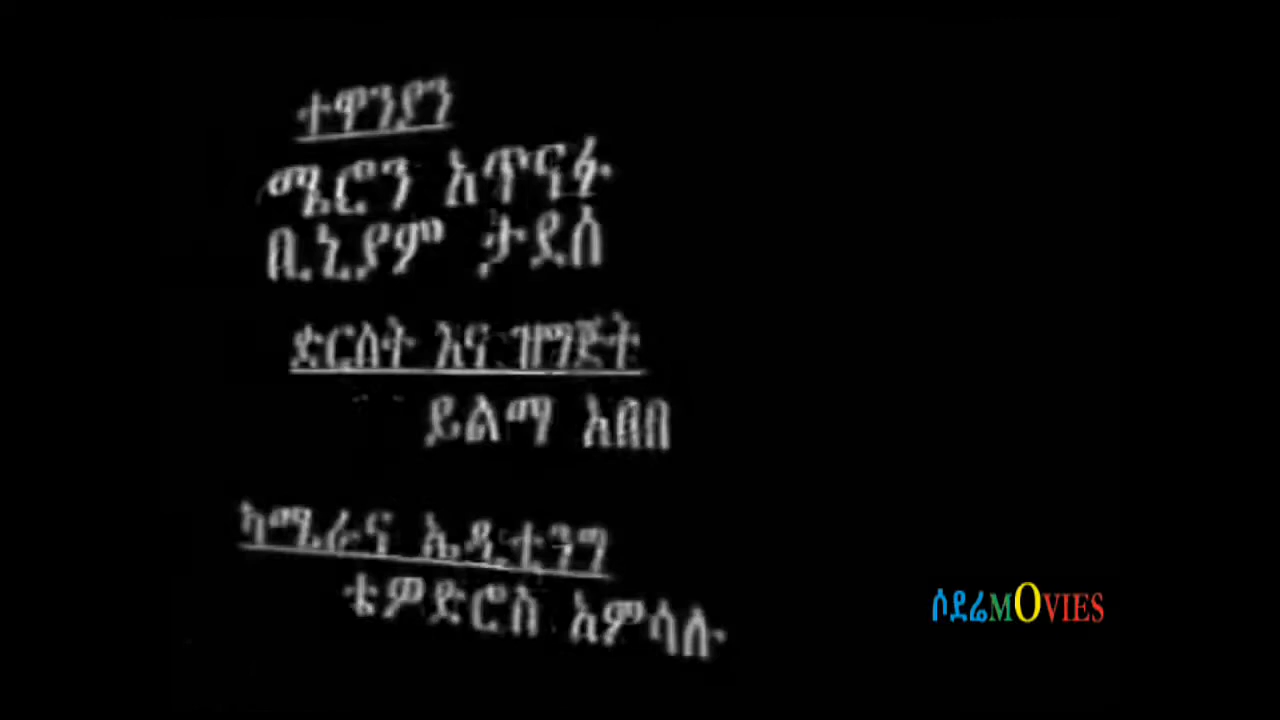 ተዋንያን
ሜሮን አጥናፉ
ቢኒያም ታደሰ
ድርሰት እና ዝግጅት
ይልማ አበበ
ካሜራና ኤዲቲንግ
ቴዎድሮስ አምሳሉ
ሶደሬMOVIES